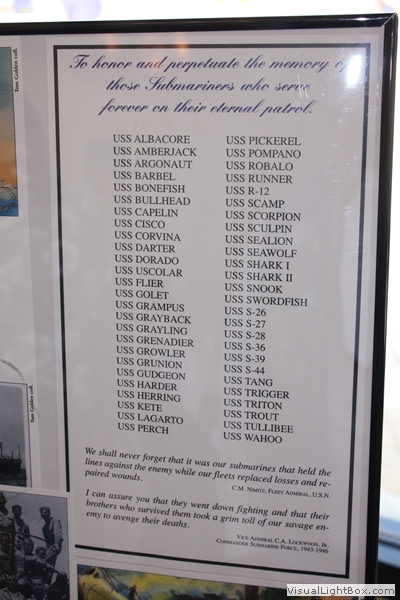 To honor and perpetuate the memory of
those Submariners who serve
forever on their eternal patrol.
USS ALBACORE
USS AMBERJACK
USS ARGONAUT
USS BARBEL
USS BONEFISH
USS BULLHEAD
USS CAPELIN
USS CISCO
USS CORVINA
USS DARTER
USS DORADO
USS USCOLAR
USS FLIER
USS GOLET
USS GRAMPUS
USS GRAYBACK
USS GRAYLING
USS GRENADIER
USS GROWLER
USS GRUNION
USS GUDGEON
USS HARDER
USS HERRING
USS KETE
USS LAGARTO
USS PERCH
USS PICKEREL
USS POMPANO
USS ROBALO
USS RUNNER
USS R-12
USS SCAMP
USS SCORPION
USS SCULPIN
USS SEALION
USS SEAWOLF
USS SHARK I
USS SHARK II
USS SNOOK
USS SWORDFISH
USS S-26
USS S-27
USS S-28
USS S-36
USS S-39
USS S-44
USS TANG
USS TRIGGER
USS TRITON
USS TROUT
USS TULLIBEE
USS WAHOO
We shall never forget that it was our submarines that held the
lines against the enemy while our fleets replaced losses and re-
paired wounds.
C.M. NIMITZ, FLEET ADMIRAL, U.S.N.
I can assure you that they went down fighting and that their
brothers who survived them took a grim toll of our savage en-
emy to avenge their deaths.
VICE ADMIRAL C.A. LOCKWOOD, JR.
COMMANDER SUBMARINE FORCE, 1943-1946
Tom Golden coll.
Tom Golden coll.
VisualLightBox.com